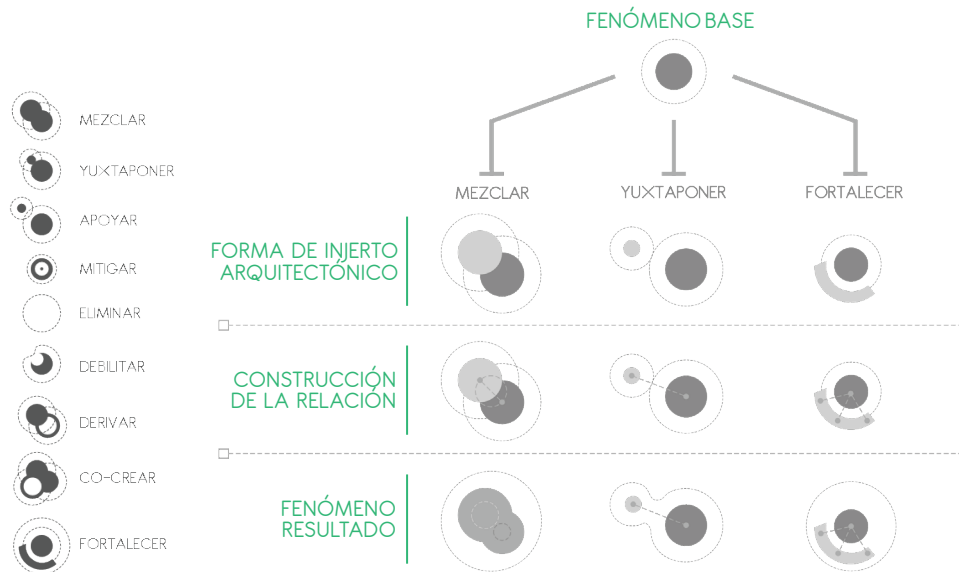 FENÓMENO BASE
MEZCLAR
YUXTAPONER
APOYAR
MITIGAR
ELIMINAR
DEBILITAR
DERIVAR
CO-CREAR
FORTALECER
MEZCLAR
YUXTAPONER
FORTALECER
FORMA DE INJERTO
ARQUITECTÓNICO
CONSTRUCCIÓN
DE LA RELACIÓN
FENÓMENO
RESULTADO